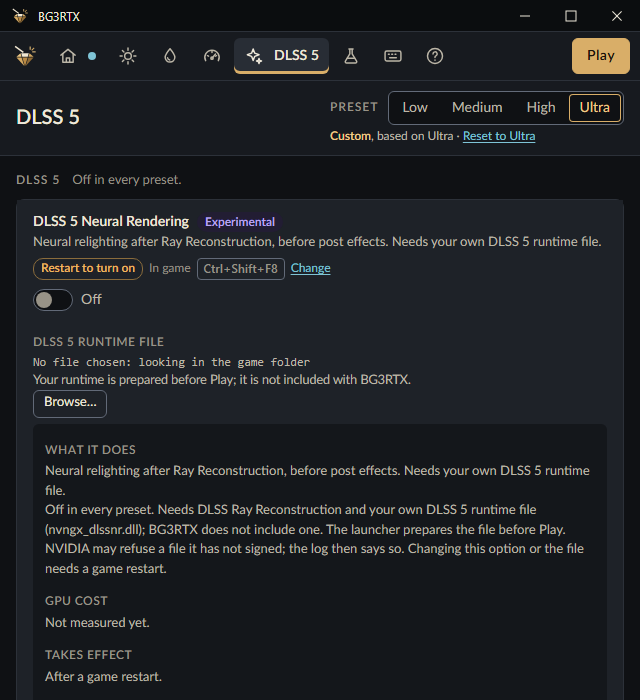 BG3RTX
DLSS 5
Play
DLSS 5
PRESET
Low
Medium
High
Ultra
Custom, based on Ultra · Reset to Ultra
DLSS 5 Off in every preset.
DLSS 5 Neural Rendering Experimental
Neural relighting after Ray Reconstruction, before post effects. Needs your own DLSS 5 runtime file.
Restart to turn on In game Ctrl+Shift+F8 Change
Off
DLSS 5 RUNTIME FILE
No file chosen: looking in the game folder
Your runtime is prepared before Play; it is not included with BG3RTX.
Browse...
WHAT IT DOES
Neural relighting after Ray Reconstruction, before post effects. Needs your own DLSS 5 runtime
file.
Off in every preset. Needs DLSS Ray Reconstruction and your own DLSS 5 runtime file
(nvngx_dlssnr.dll); BG3RTX does not include one. The launcher prepares the file before Play.
NVIDIA may refuse a file it has not signed; the log then says so. Changing this option or the file
needs a game restart.
GPU COST
Not measured yet.
TAKES EFFECT
After a game restart.